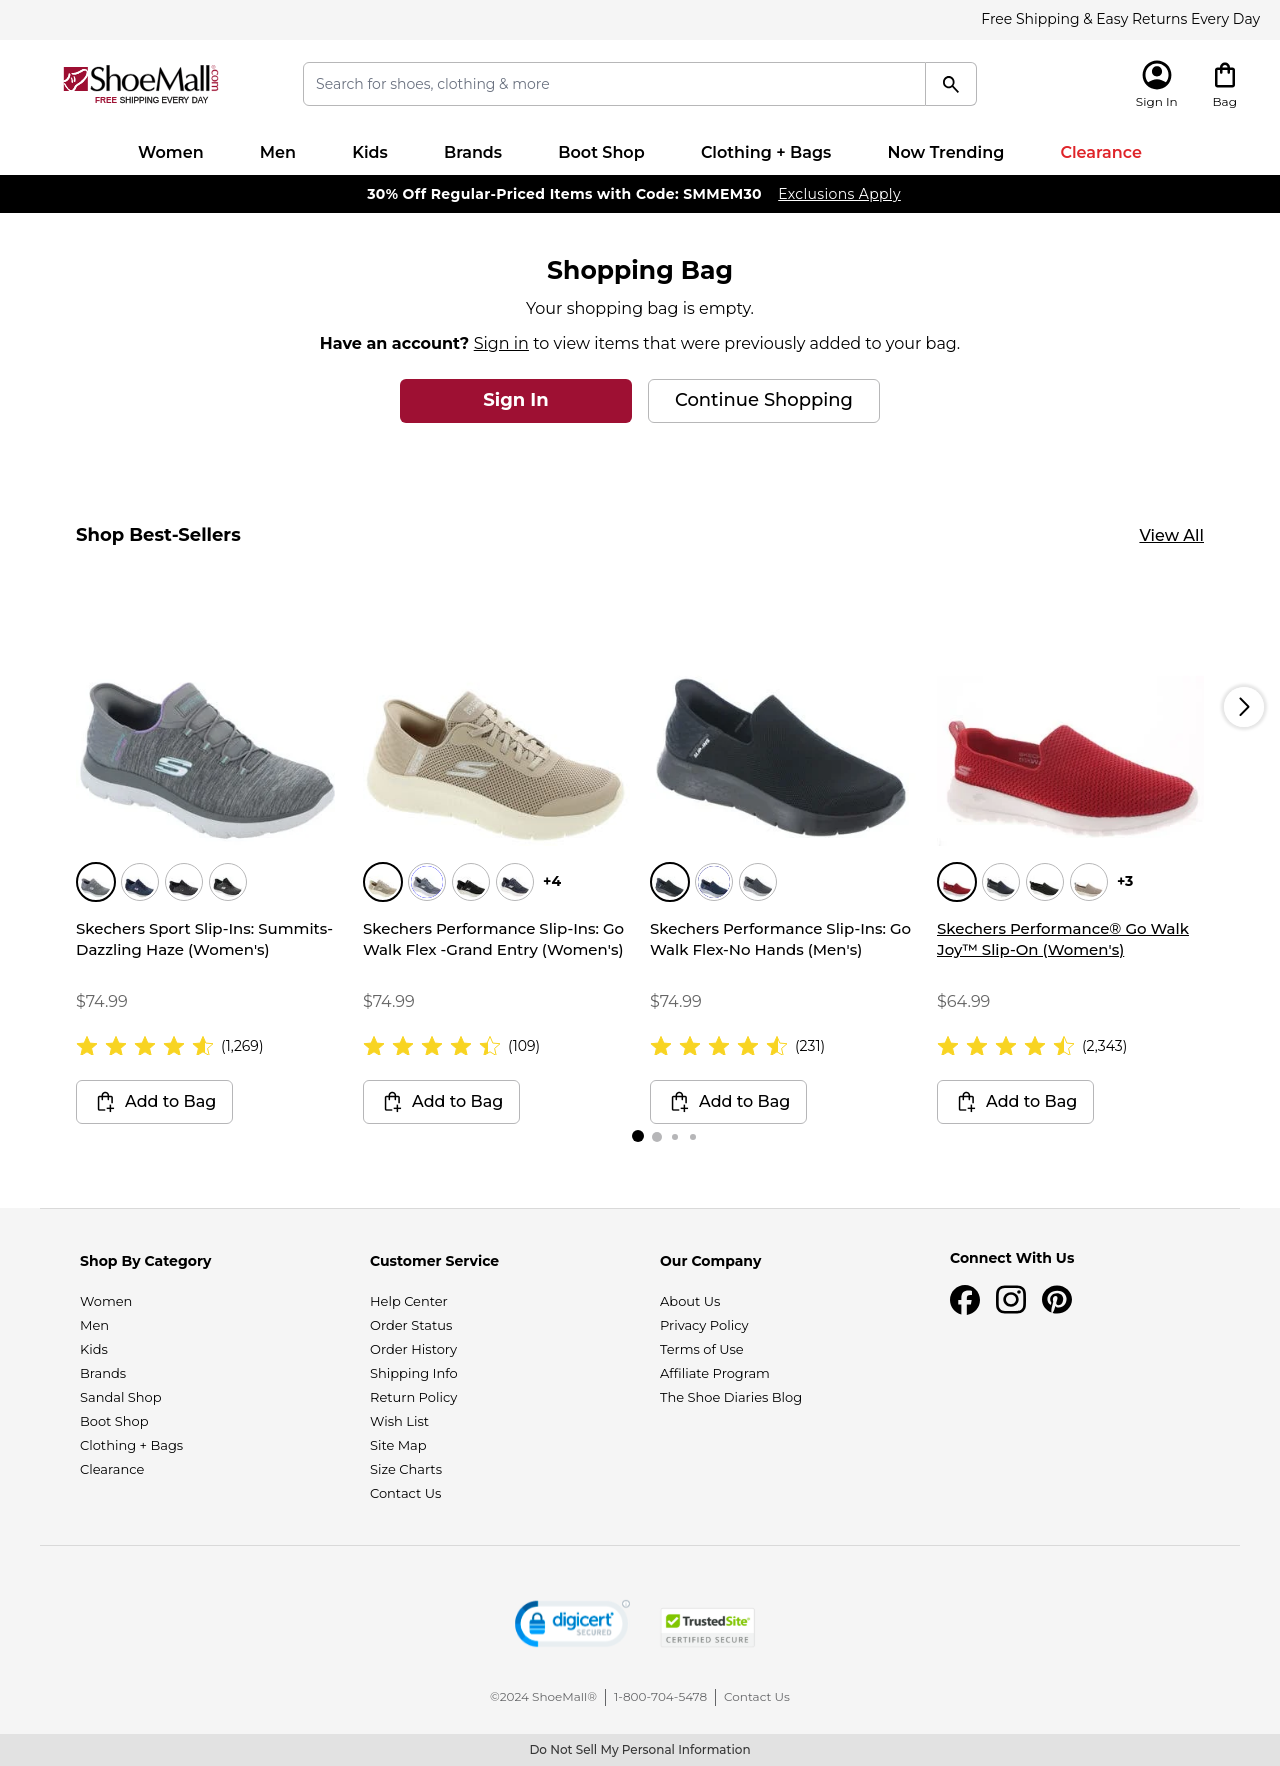 Free Shipping & Easy Returns Every Day
ShoeMall.com
FREE SHIPPING EVERY DAY
Search for shoes, clothing & more
Sign In
Bag
Women
Men
Kids
Brands
Boot Shop
Clothing + Bags
Now Trending
Clearance
30% Off Regular-Priced Items with Code: SMMEM30 Exclusions Apply
Shopping Bag
Your shopping bag is empty.
Have an account? Sign in to view items that were previously added to your bag.
Sign In
Continue Shopping
Shop Best-Sellers
View All
+4
+3
Skechers Sport Slip-Ins: Summits-
Dazzling Haze (Women's)
$74.99
(1,269)
Add to Bag
Skechers Performance Slip-Ins: Go
Walk Flex -Grand Entry (Women's)
$74.99
(109)
Add to Bag
Skechers Performance Slip-Ins: Go
Walk Flex-No Hands (Men's)
$74.99
(231)
Add to Bag
Skechers Performance® Go Walk
Joy™ Slip-On (Women's)
$64.99
(2,343)
Add to Bag
Shop By Category
Women
Men
Kids
Brands
Sandal Shop
Boot Shop
Clothing + Bags
Clearance
Customer Service
Help Center
Order Status
Order History
Shipping Info
Return Policy
Wish List
Site Map
Size Charts
Contact Us
Our Company
About Us
Privacy Policy
Terms of Use
Affiliate Program
The Shoe Diaries Blog
Connect With Us
digicert
SECURED
TrustedSite
CERTIFIED SECURE
©2024 ShoeMall®
1-800-704-5478
Contact Us
Do Not Sell My Personal Information